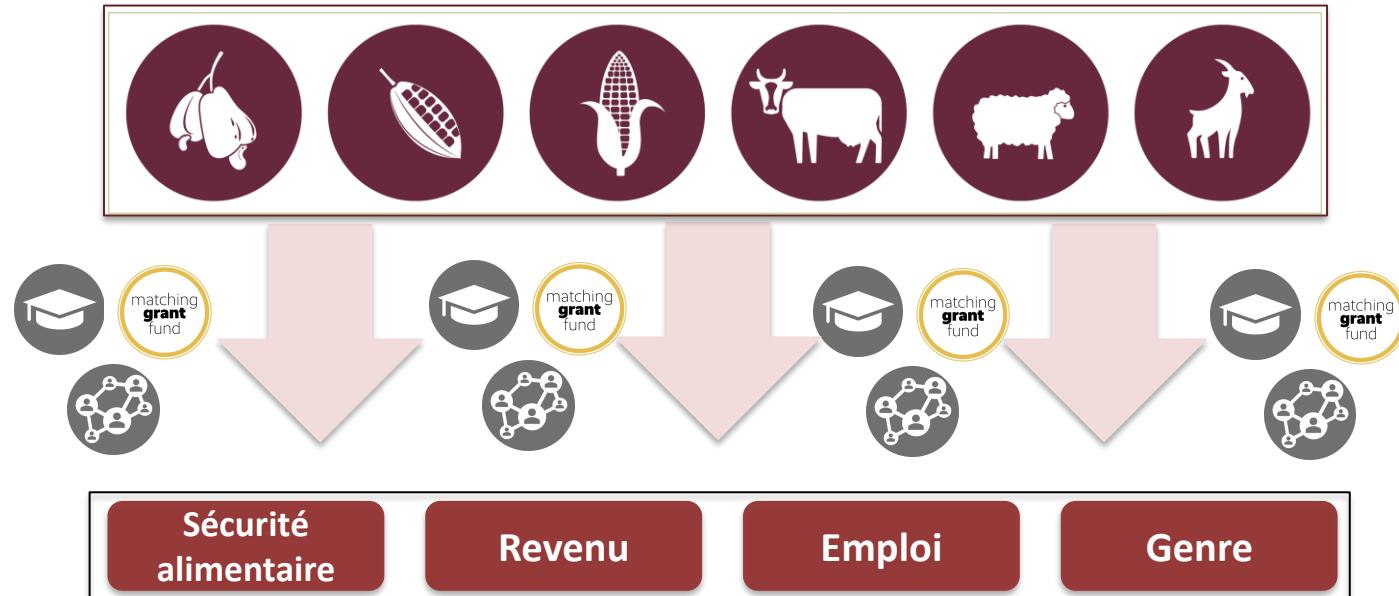 matching
grant
fund
matching
grant
fund
matching
grant
fund
matching
grant
fund
Sécurité
alimentaire
Revenu
Emploi
Genre